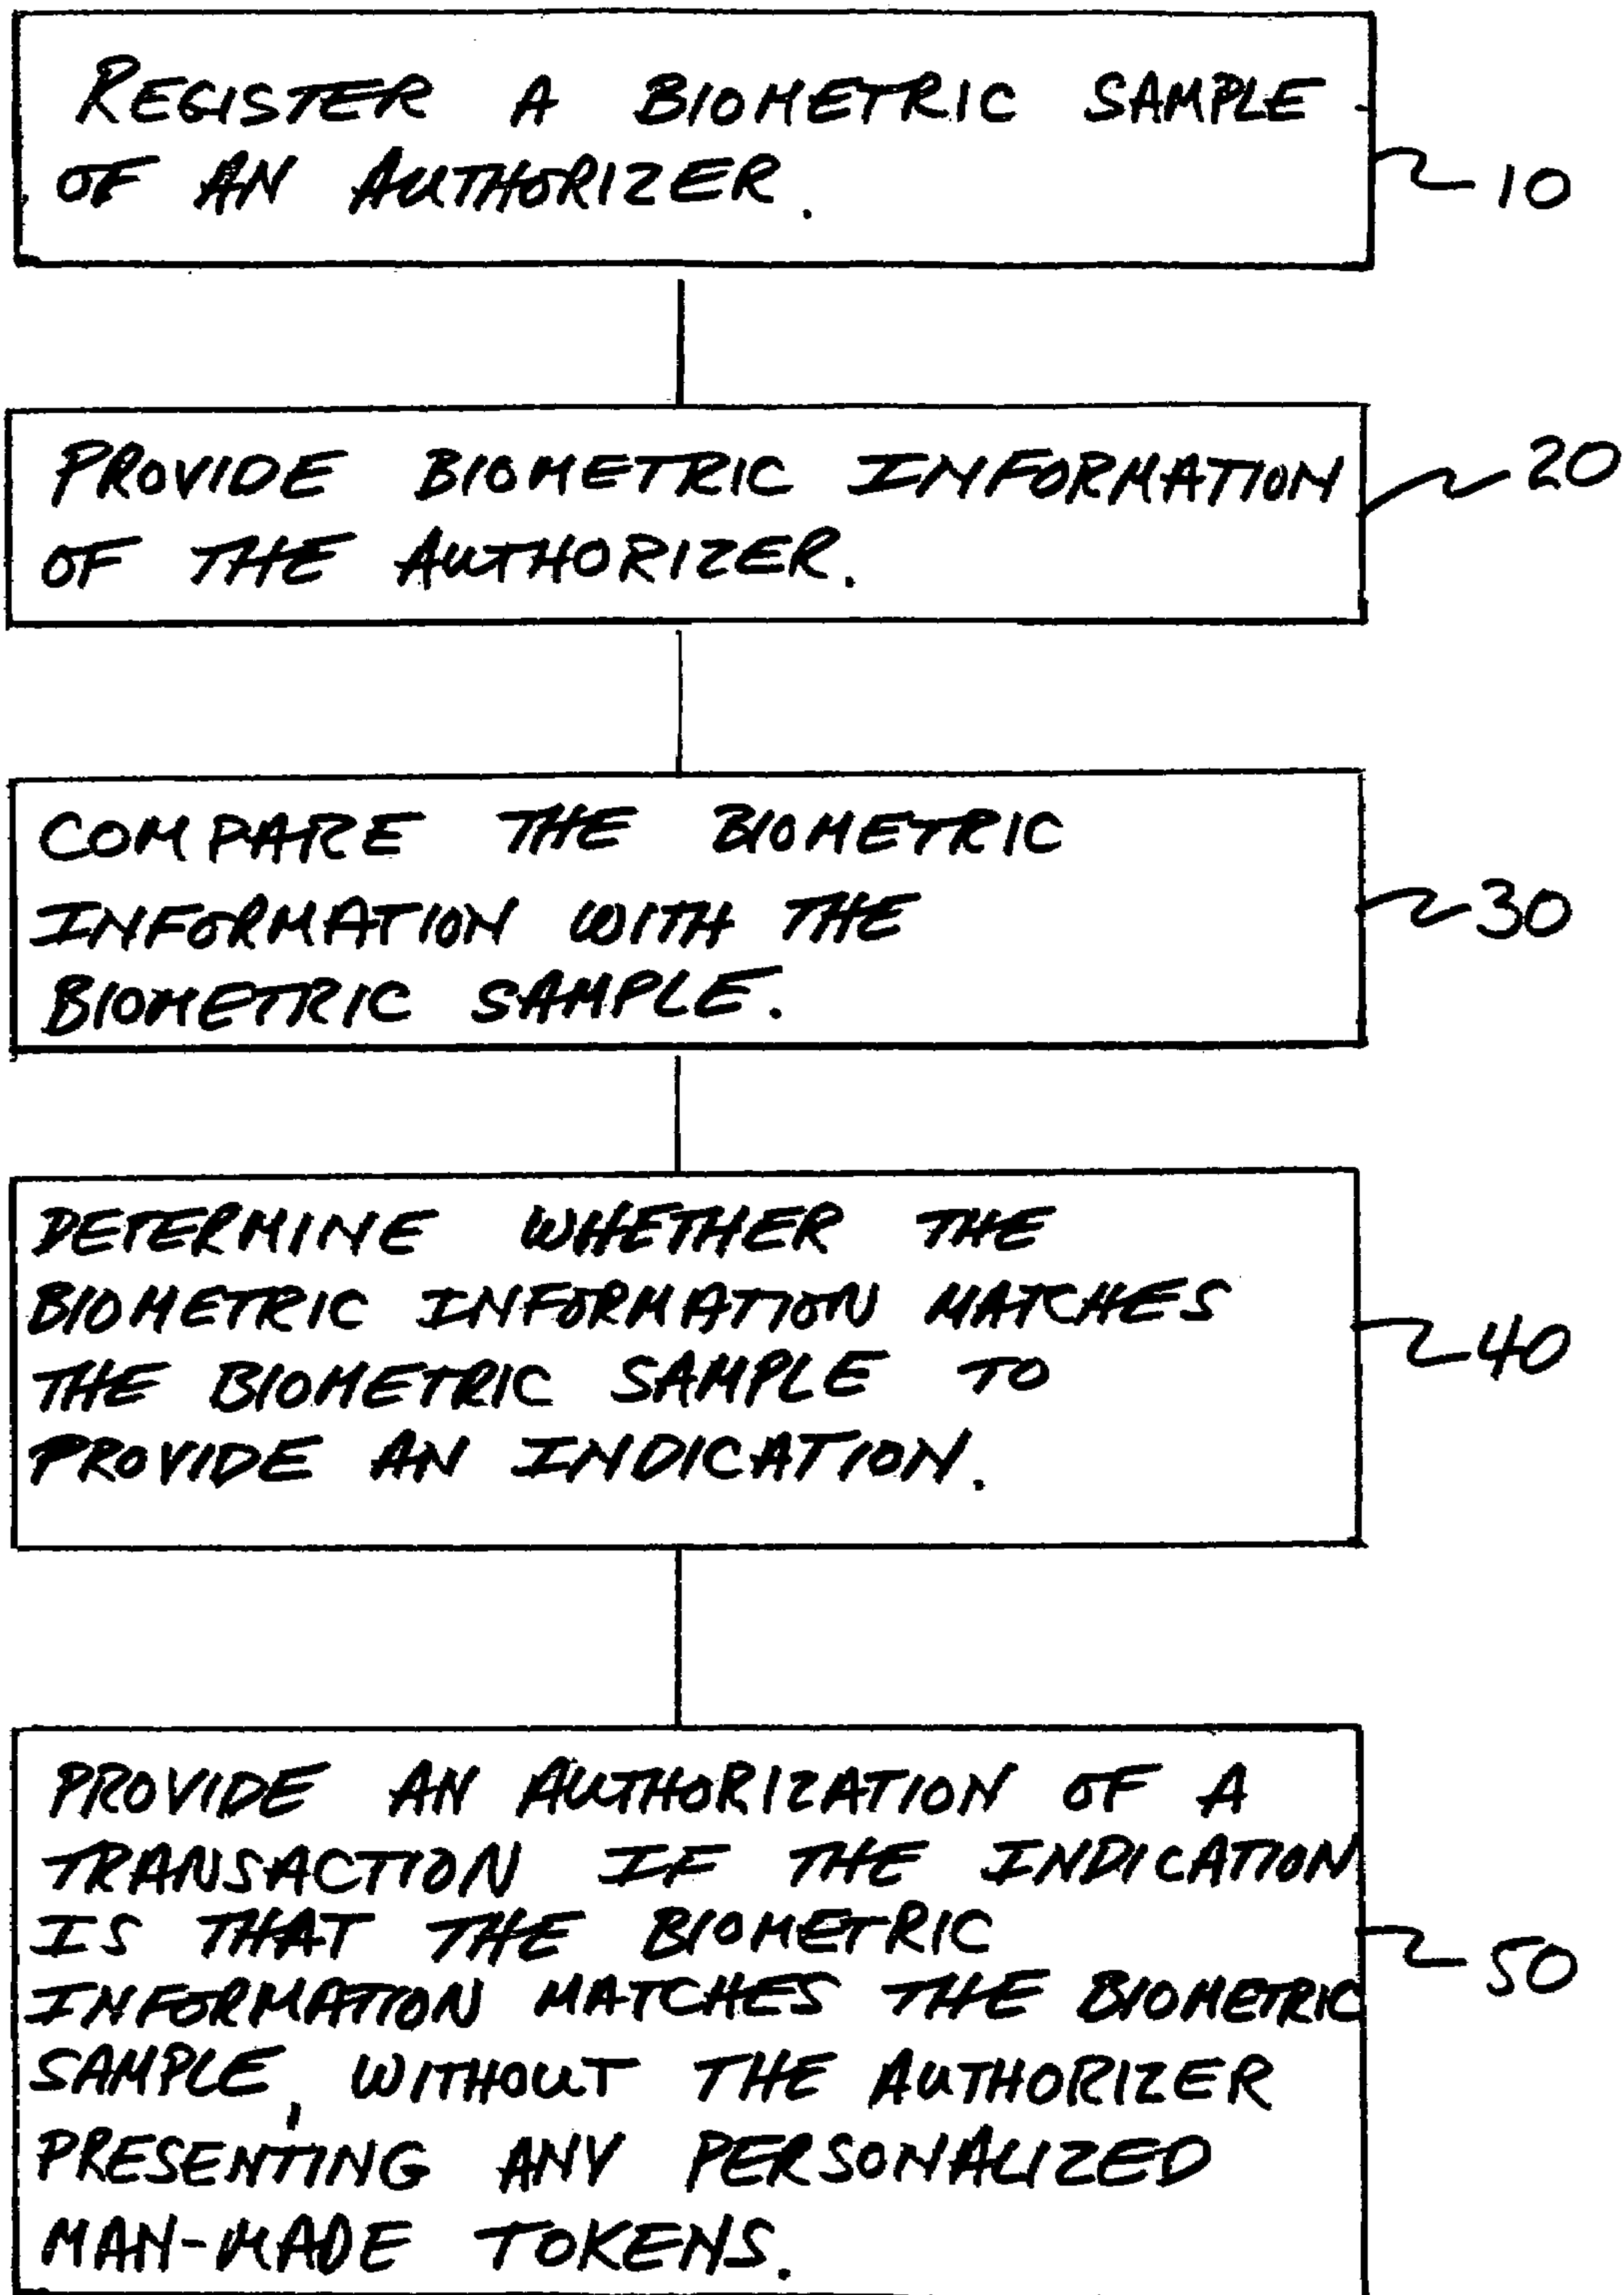 REGISTER A BIOMETRIC SAMPLE
OF AN AUTHORIZER.
10
PROVIDE BIOMETRIC INFORMATION
OF THE AUTHORIZER.
20
COMPARE THE BIOMETRIC
INFORMATION WITH THE
BIOMETRIC SAMPLE.
30
DETERMINE WHETHER THE
BIOMETRIC INFORMATION MATCHES
THE BIOMETRIC SAMPLE TO
PROVIDE AN INDICATION.
40
PROVIDE AN AUTHORIZATION OF A
TRANSACTION IF THE INDICATION
IS THAT THE BIOMETRIC
INFORMATION MATCHES THE BIOMETRIC
SAMPLE, WITHOUT THE AUTHORIZER
PRESENTING ANY PERSONALIZED
MAN-MADE TOKENS.
50